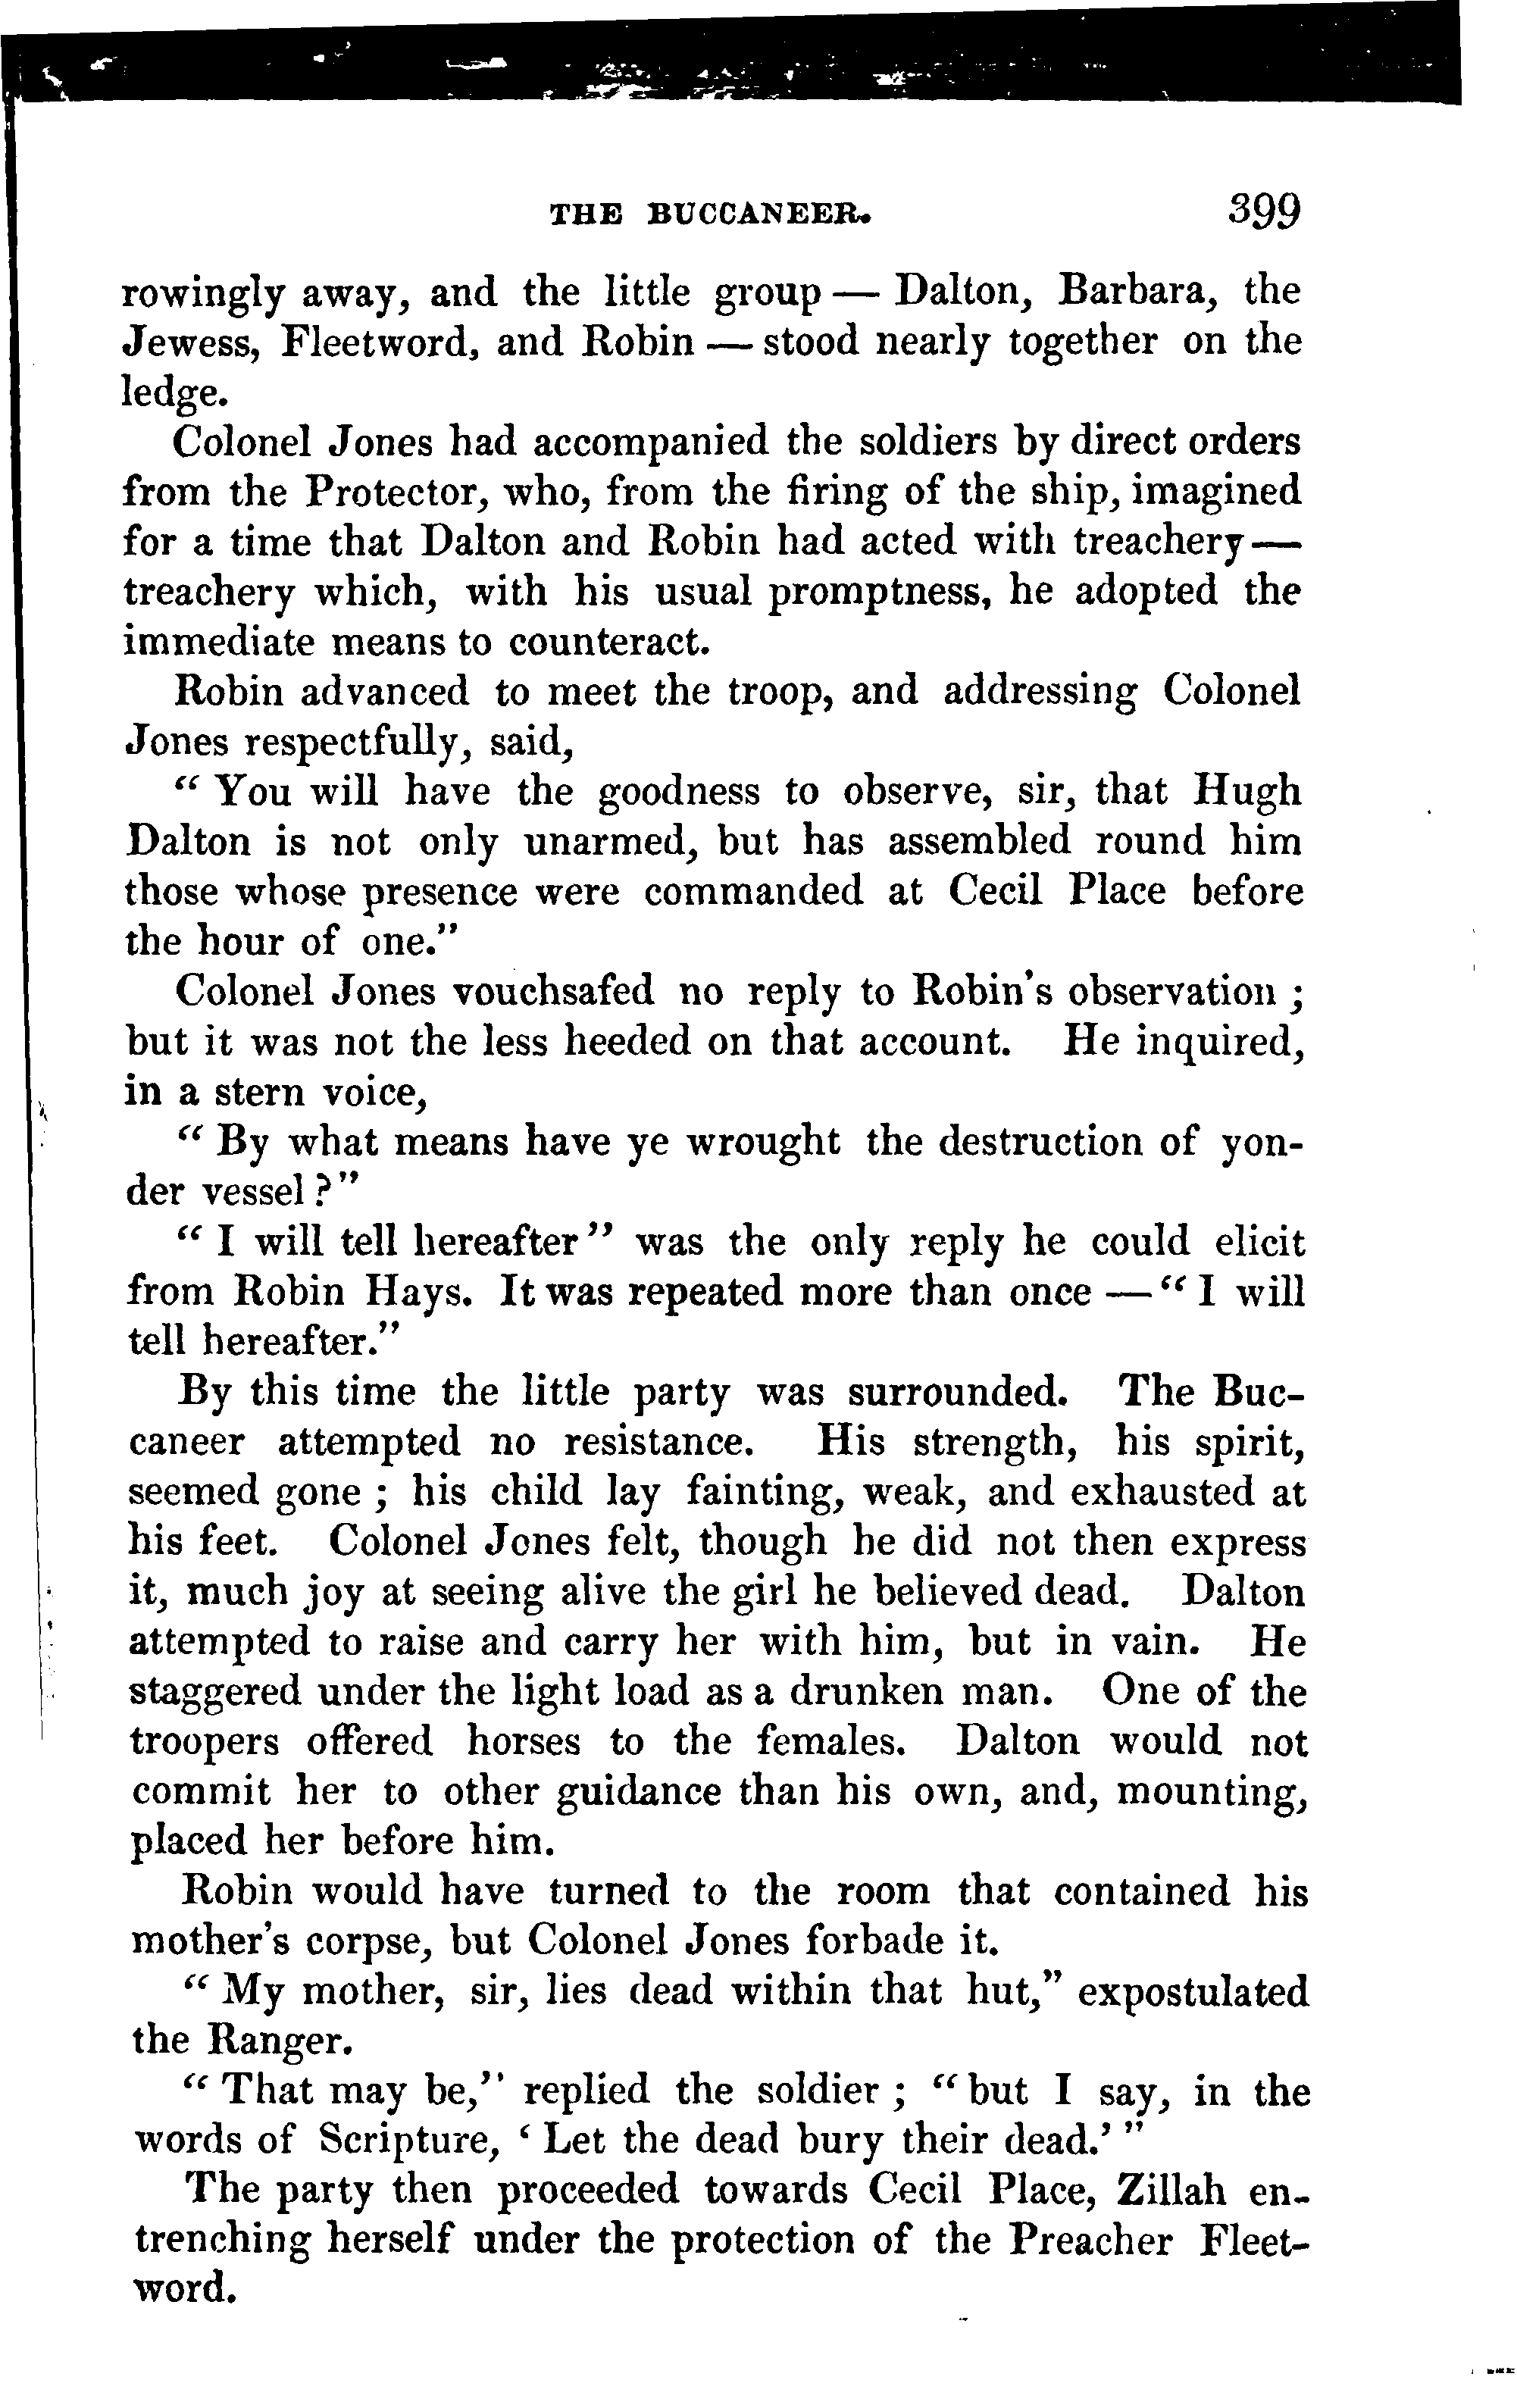 THE BUCCANEER. 399
rowingly away, and the little group — Dalton, Barbara, the
Jewess, Fleetword, and Robin — stood nearly together on the
ledge.
Colonel Jones had accompanied the soldiers by direct orders
from the Protector, who, from the firing of the ship, imagined
for a time that Dalton and Robin had acted with treachery—
treachery which, with his usual promptness, he adopted the
immediate means to counteract.
Robin advanced to meet the troop, and addressing Colonel
Jones respectfully, said,
“ You will have the goodness to observe, sir, that Hugh
Dalton is not only unarmed, but has assembled round him
those whose presence were commanded at Cecil Place before
the hour of one.”
Colonel Jones vouchsafed no reply to Robin's observation ;
but it was not the less heeded on that account. He inquired,
in a stern voice,
“ By what means have ye wrought the destruction of yon-
der vessel ?”
“ I will tell hereafter” was the only reply he could elicit
from Robin Hays. It was repeated more than once —“ I will
tell hereafter.”
By this time the little party was surrounded. The Buc-
caneer attempted no resistance. His strength, his spirit,
seemed gone ; his child lay fainting, weak, and exhausted at
his feet. Colonel Jones felt, though he did not then express
it, much joy at seeing alive the girl he believed dead. Dalton
attempted to raise and carry her with him, but in vain. He
staggered under the light load as a drunken man. One of the
troopers offered horses to the females. Dalton would not
commit her to other guidance than his own, and, mounting,
placed her before him.
Robin would have turned to the room that contained his
mother's corpse, but Colonel Jones forbade it.
“ My mother, sir, lies dead within that hut,” expostulated
the Ranger.
“ That may be,” replied the soldier ; “ but I say, in the
words of Scripture, ‘ Let the dead bury their dead.’ ”
The party then proceeded towards Cecil Place, Zillah en-
trenching herself under the protection of the Preacher Fleet-
word.